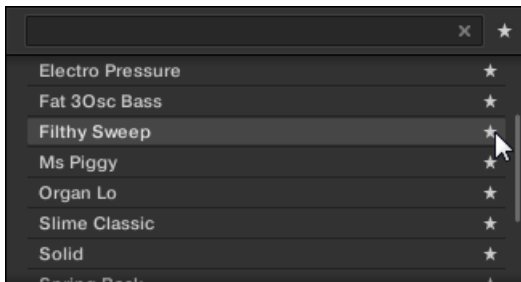 Electro Pressure
Fat 3Osc Bass
Filthy Sweep
Ms Piggy
Organ Lo
Slime Classic
Solid